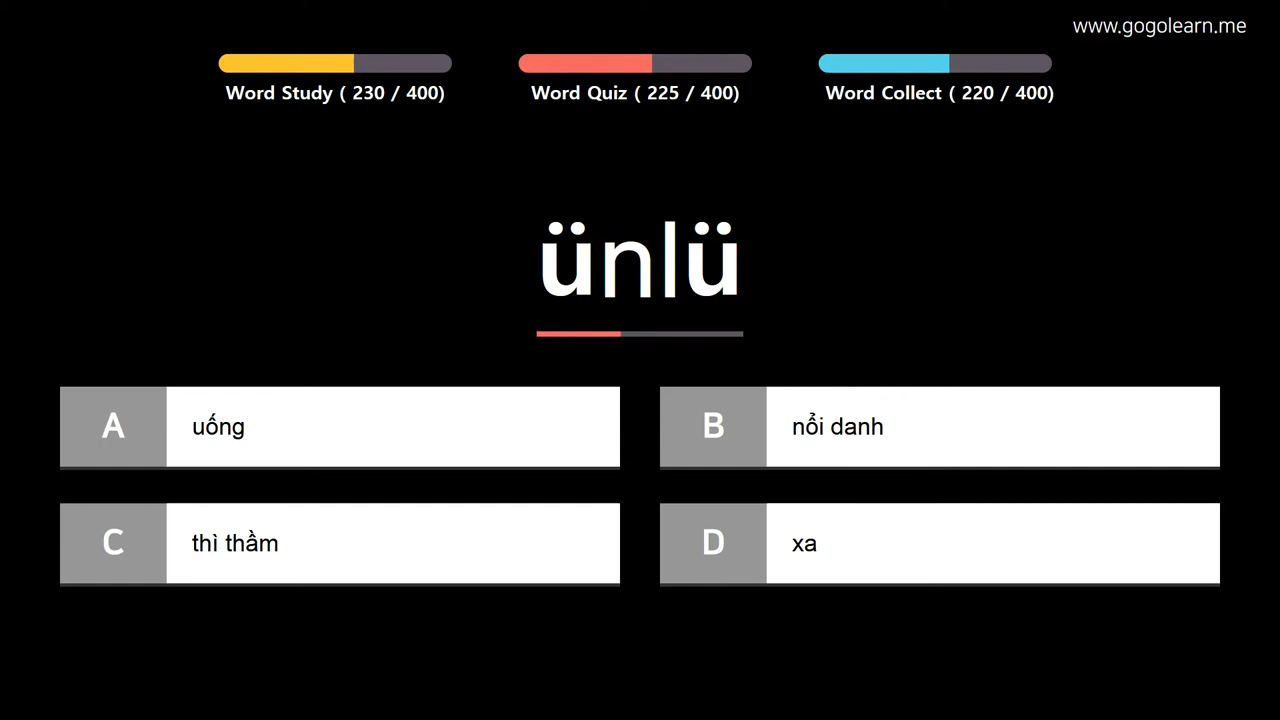 www.gogolearn.me
Word Study ( 230 / 400)
Word Quiz ( 225 / 400)
Word Collect ( 220 / 400)
ünlü
A uống
B nổi danh
C thì thầm
D xa